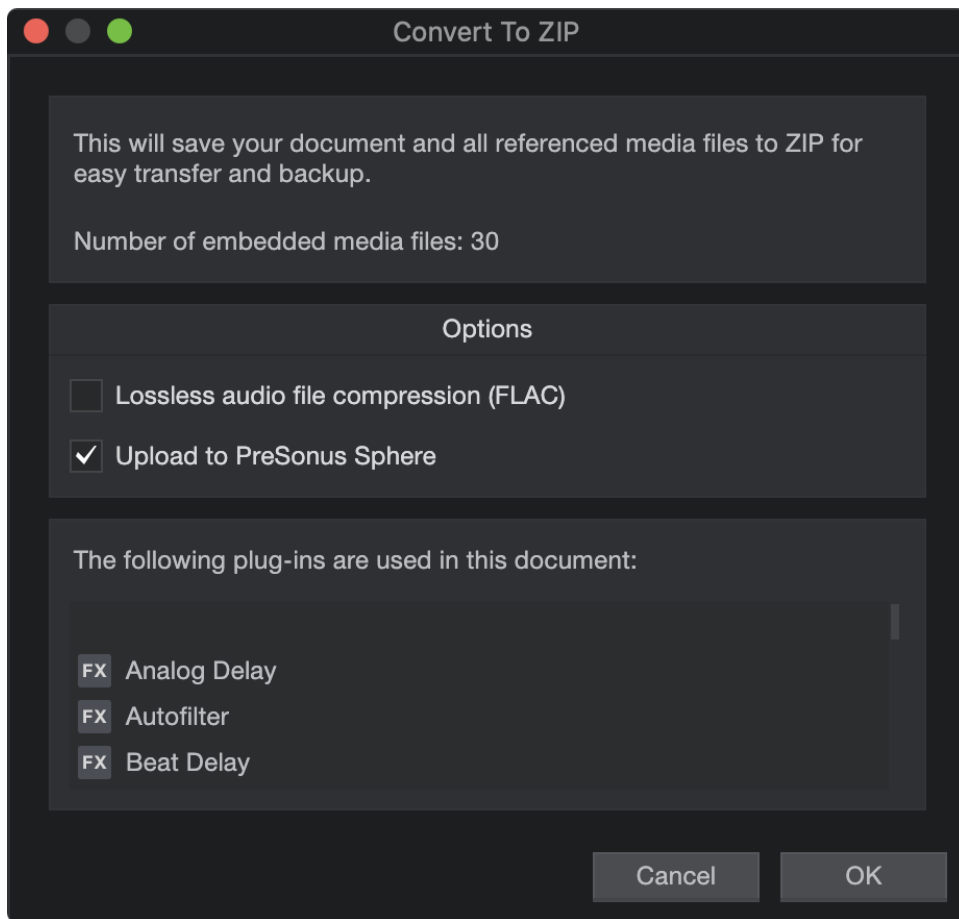 Convert To ZIP
This will save your document and all referenced media files to ZIP for
easy transfer and backup.
Number of embedded media files: 30
Options
Lossless audio file compression (FLAC)
Upload to PreSonus Sphere
The following plug-ins are used in this document:
FX Analog Delay
FX Autofilter
FX Beat Delay
Cancel OK